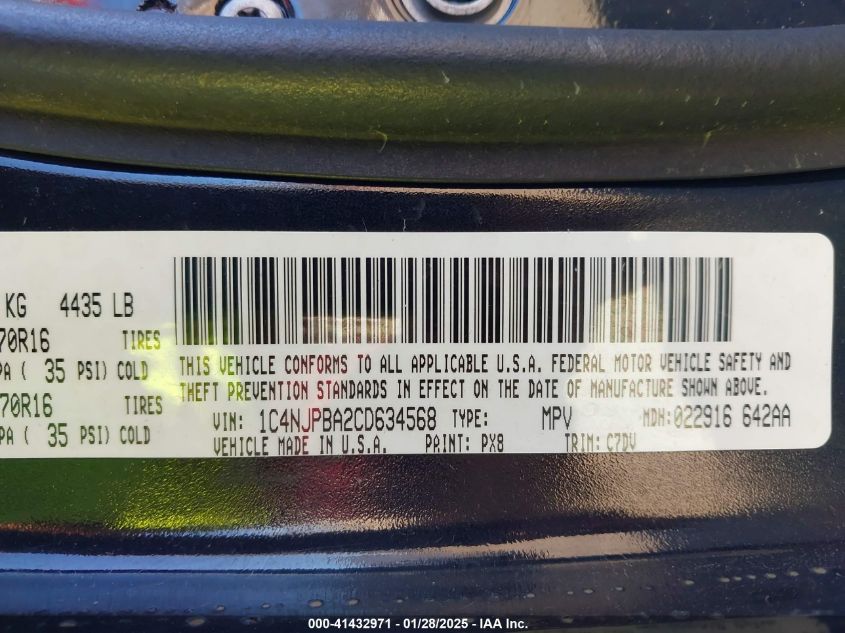 KG 4435 LB
70R16 TIRES
PA ( 35 PSI) COLD
70R16 TIRES
PA ( 35 PSI) COLD
THIS VEHICLE CONFORMS TO ALL APPLICABLE U.S.A. FEDERAL MOTOR VEHICLE SAFETY AND
THEFT PREVENTION STANDARDS IN EFFECT ON THE DATE OF MANUFACTURE SHOWN ABOVE.
VIN: 1C4NJPBA2CD634568 TYPE: MPV MDH:022916 642AA
VEHICLE MADE IN U.S.A. PAINT: PX8 TRIM: C7DV
000-41432971 - 01/28/2025 - IAA Inc.